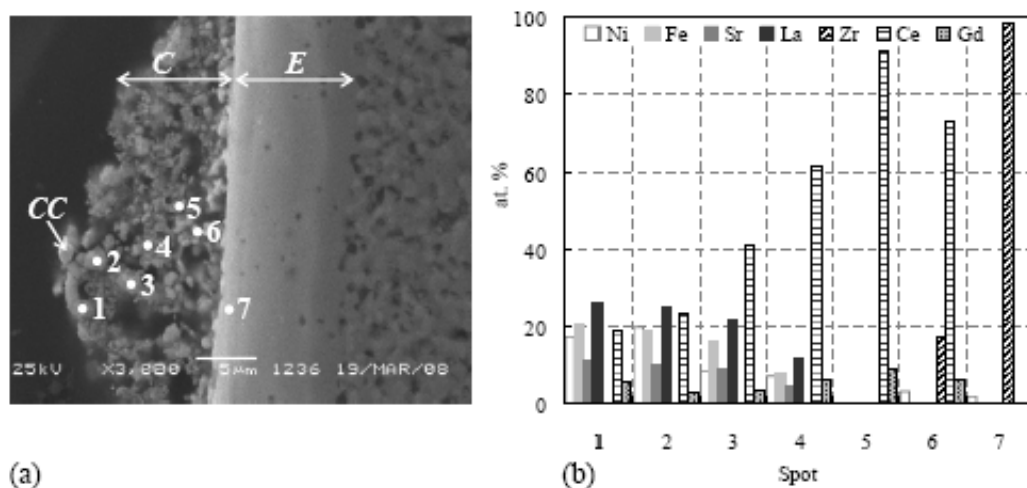 C
E
CC
5
6
4
2
3
1
7
25kV X3,000 5μm 1236 19/MAR/08
(a)
100
80
60
40
20
0
at. %
Ni Fe Sr La Zr Ce Gd
1 2 3 4 5 6 7
Spot
(b)